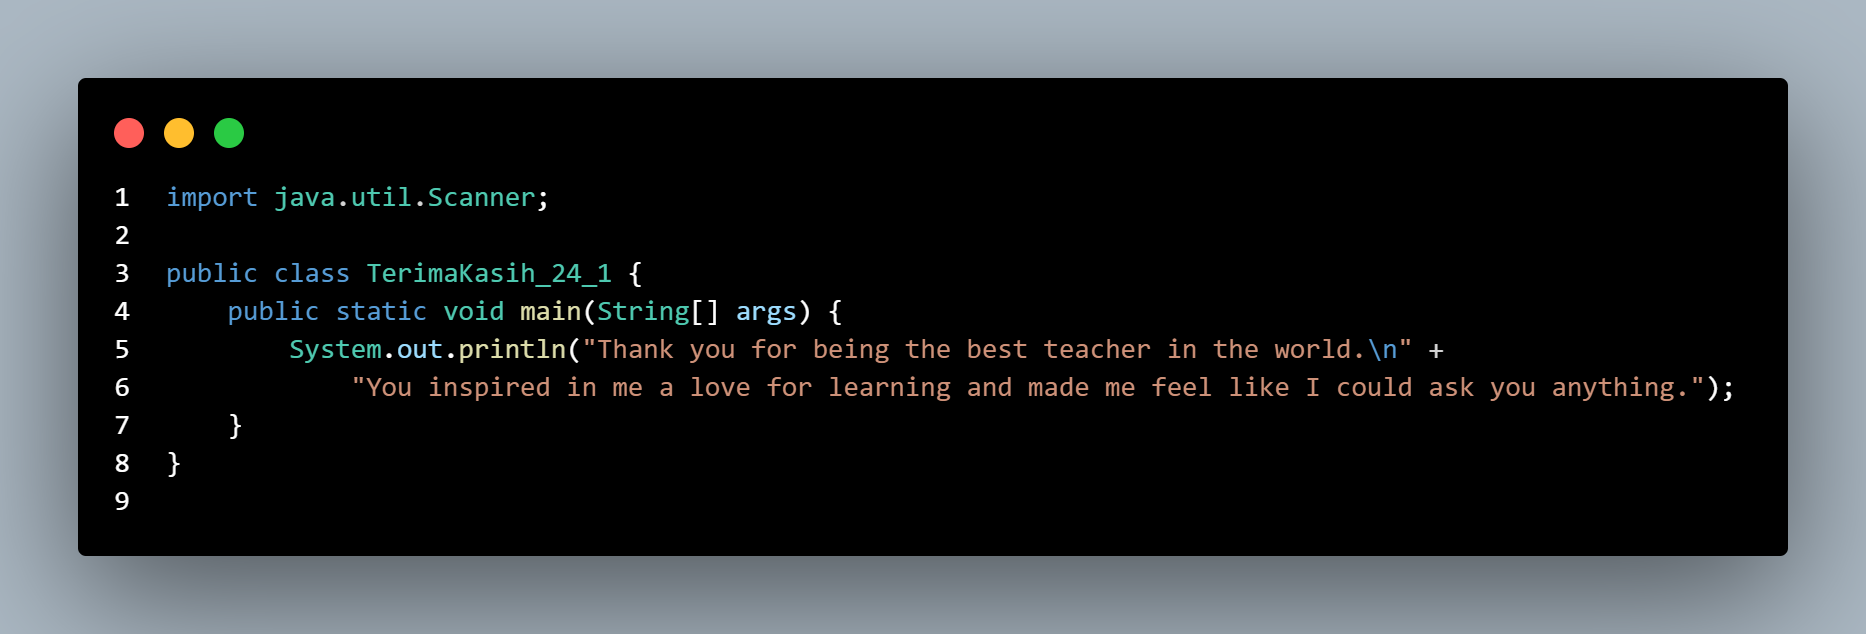 1 import java.util.Scanner;
2
3 public class TerimaKasih_24_1 {
4     public static void main(String[] args) {
5         System.out.println("Thank you for being the best teacher in the world.\n" +
6             "You inspired in me a love for learning and made me feel like I could ask you anything.");
7     }
8 }
9